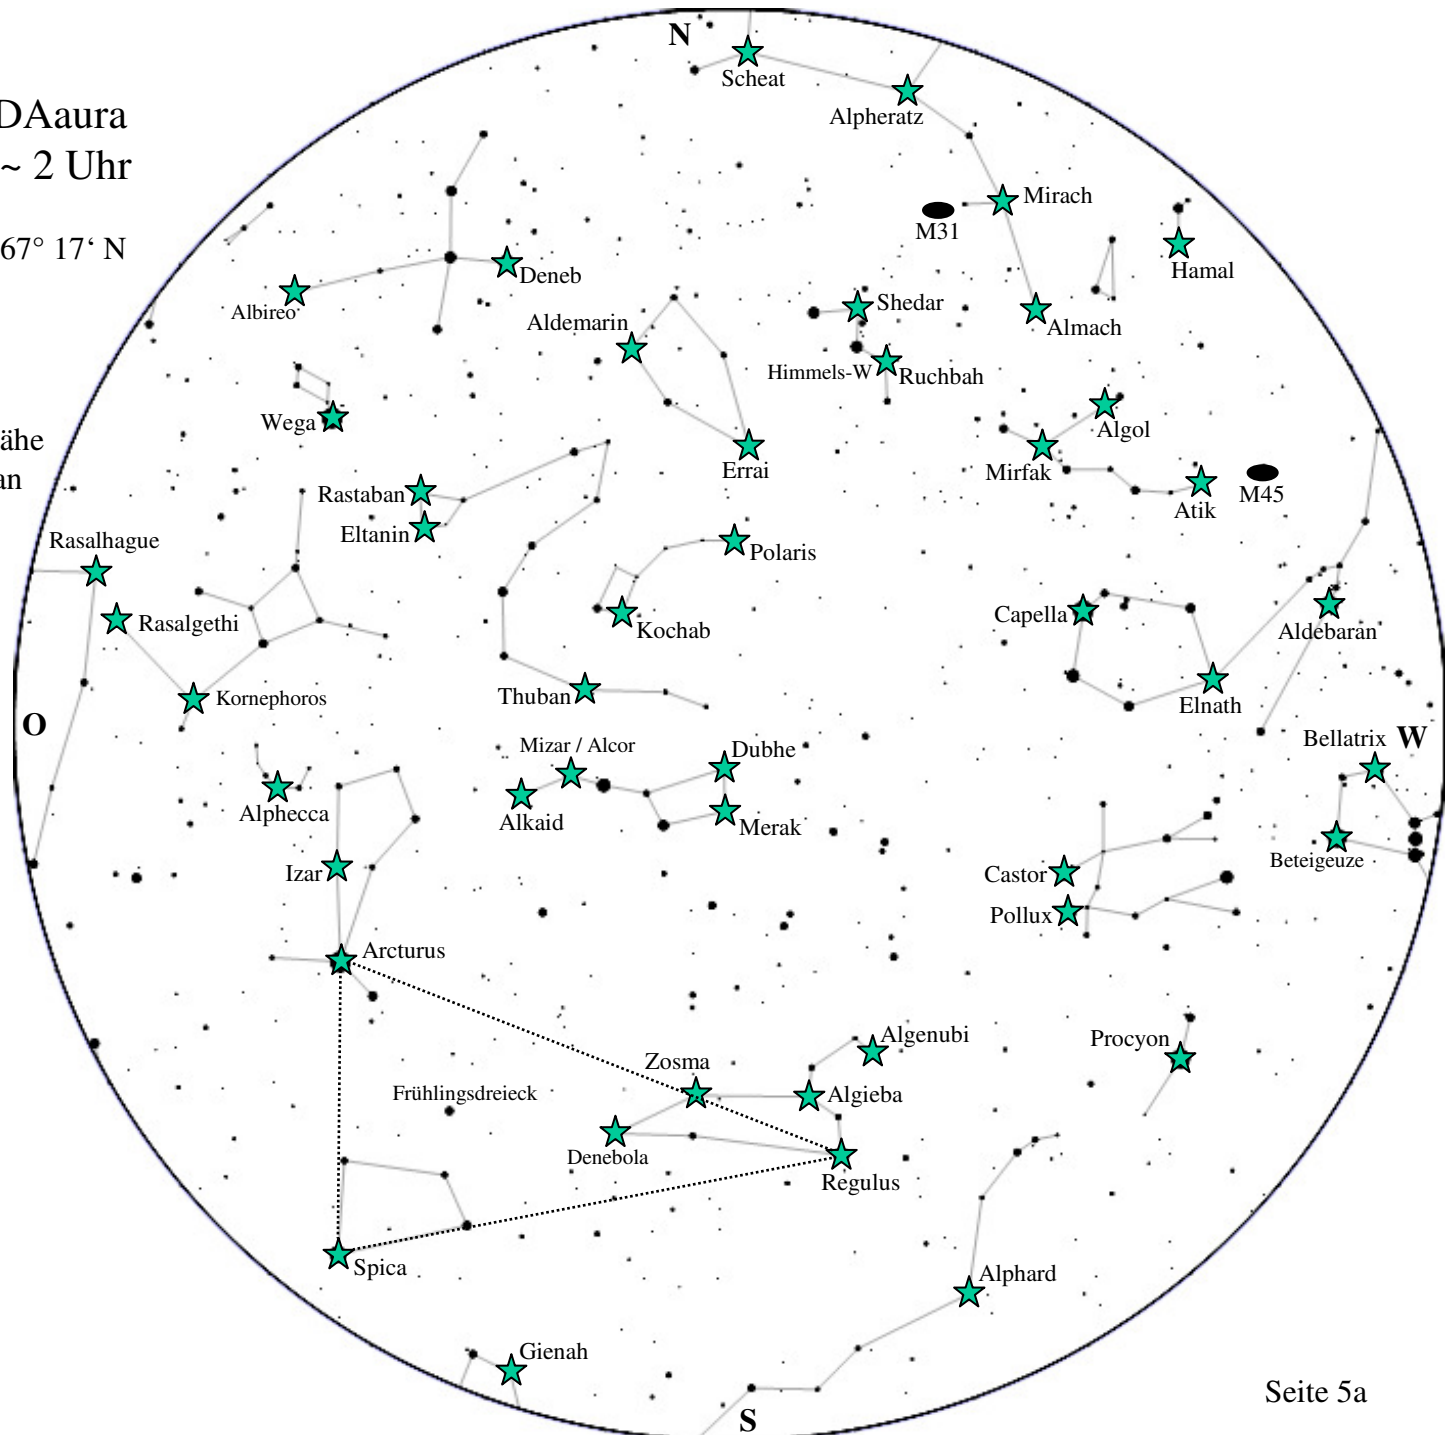 N
Scheat
Alpheratz
DAaura
~ 2 Uhr
67° 17‘ N
Mirach
M31
Hamal
Deneb
Albireo
Shedar
Aldemarin
Almach
Himmels-W
Ruchbah
Wega
Algol
ähe
an
Errai
Mirfak
Rastaban
M45
Atik
Eltanin
Rasalhague
Polaris
Capella
Rasalgethi
Kochab
Aldebaran
Thuban
Kornephoros
Elnath
O
Mizar / Alcor
Dubhe
Bellatrix
W
Alphecca
Alkaid
Merak
Izar
Castor
Beteigeuze
Pollux
Arcturus
Algenubi
Procyon
Zosma
Frühlingsdreieck
Algieba
Denebola
Regulus
Spica
Alphard
Gienah
Seite 5a
S